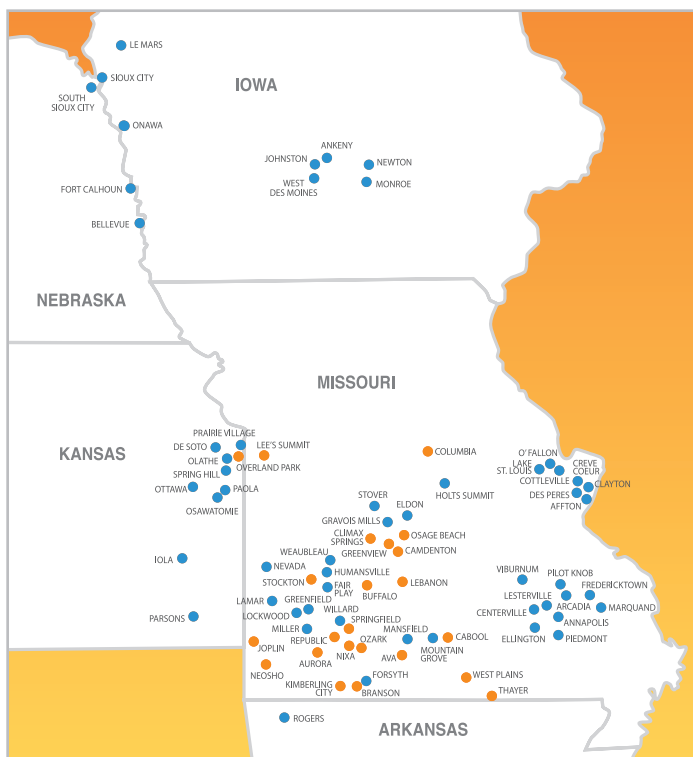 LE MARS
SIOUX CITY
IOWA
SOUTH
SIOUX CITY
ONAWA
ANKENY
JOHNSTON
NEWTON
WEST
DES MOINES
MONROE
FORT CALHOUN
BELLEVUE
NEBRASKA
MISSOURI
PRAIRIE VILLAGE
LEE'S SUMMIT
DE SOTO
KANSAS
COLUMBIA
OLATHE
OVERLAND PARK
SPRING HILL
OTTAWA
PAOLA
OSAWATOMIE
O'FALLON
LAKE
ST. LOUIS
CREVE
COEUR
COTTLEVILLE
CLAYTON
DES PERES
AFFTON
HOLTS SUMMIT
STOVER
ELDON
GRAVOIS MILLS
CLIMAX
SPRINGS
OSAGE BEACH
GREENVIEW
CAMDENTON
WEAUBLEAU
IOLA
NEVADA
HUMANSVILLE
STOCKTON
FAIR
PLAY
BUFFALO
LEBANON
VIBURNUM
PILOT KNOB
FREDERICKTOWN
LESTERVILLE
ARCADIA
MARQUAND
CENTERVILLE
ANNAPOLIS
ELLINGTON
PIEDMONT
LAMAR
GREENFIELD
LOCKWOOD
WILLARD
PARSONS
MILLER
SPRINGFIELD
REPUBLIC
MANSFIELD
CABOOL
JOPLIN
OZARK
MOUNTAIN
GROVE
NIXA
AURORA
AVA
NEOSHO
FORSYTH
WEST PLAINS
KIMBERLING
CITY
BRANSON
THAYER
ROGERS
ARKANSAS